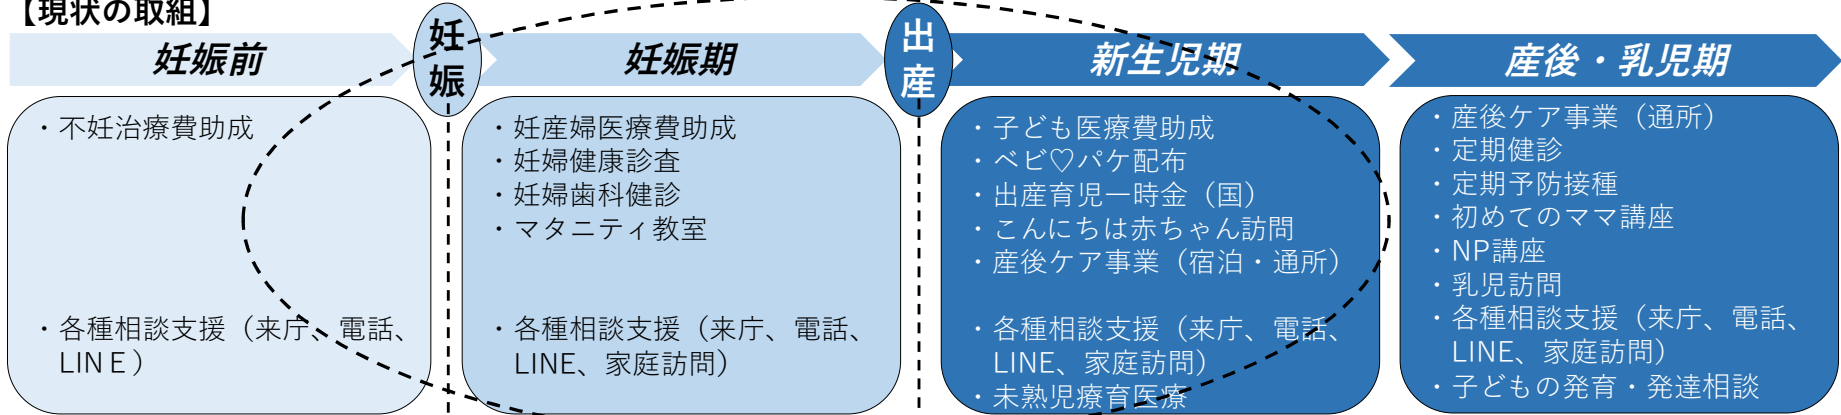 【現状の取組】
妊娠前
妊娠
妊娠期
出産
新生児期
産後・乳児期
・不妊治療費助成
・各種相談支援（来庁、電話、
LINE）
・妊産婦医療費助成
・妊婦健康診査
・妊婦歯科健診
・マタニティ教室
・各種相談支援（来庁、電話、
LINE、家庭訪問）
・子ども医療費助成
・ベビ♡パケ配布
・出産育児一時金（国）
・こんにちは赤ちゃん訪問
・産後ケア事業（宿泊・通所）
・各種相談支援（来庁、電話、
LINE、家庭訪問）
・未熟児療育医療
・産後ケア事業（通所）
・定期健診
・定期予防接種
・初めてのママ講座
・NP講座
・乳児訪問
・各種相談支援（来庁、電話、
LINE、家庭訪問）
・子どもの発育・発達相談